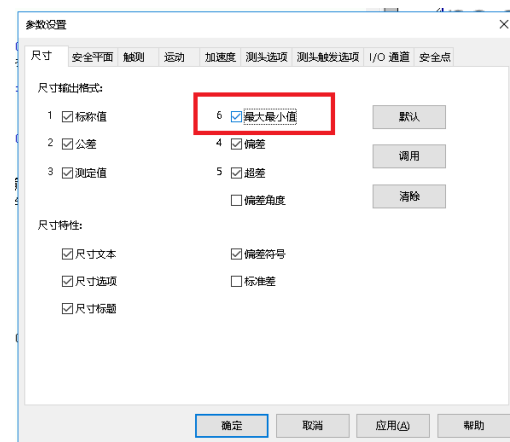 参数设置
尺寸 安全平面 触测 运动 加速度 测头选项 测头触发选项 I/O 通道 安全点
尺寸输出格式:
1 标称值 6 最大最小值 默认
2 公差 4 偏差 调用
3 测定值 5 超差 清除
偏差角度
尺寸特性:
尺寸文本 偏差符号
尺寸选项 标准差
尺寸标题
确定 取消 应用(A) 帮助